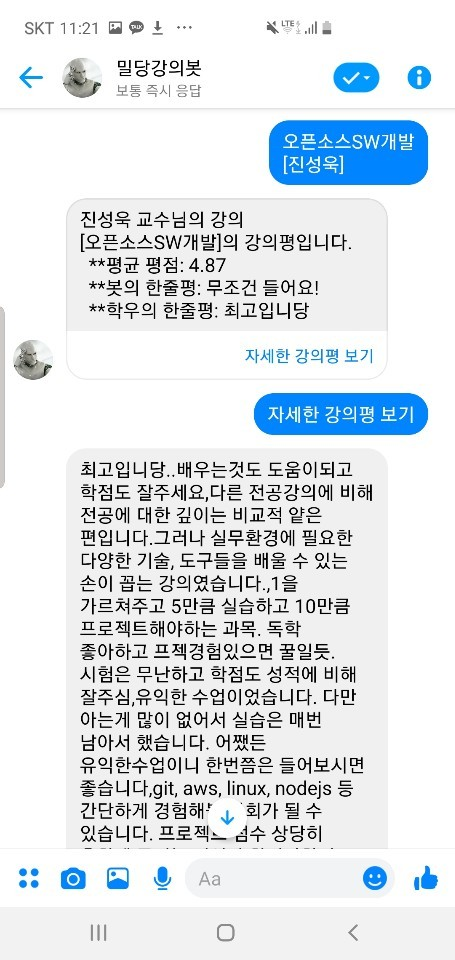 SKT 11:21
LTE
밀당강의봇
보통 즉시 응답
오픈소스SW개발
[진성욱]
진성욱 교수님의 강의
[오픈소스SW개발]의 강의평입니다.
**평균 평점: 4.87
**봇의 한줄평: 무조건 들어요!
**학우의 한줄평: 최고입니당
자세한 강의평 보기
자세한 강의평 보기
최고입니당..배우는것도 도움이되고
학점도 잘주세요,다른 전공강의에 비해
전공에 대한 깊이는 비교적 얕은
편입니다.그러나 실무환경에 필요한
다양한 기술, 도구들을 배울 수 있는
손이 꼽는 강의였습니다.,1을
가르쳐주고 5만큼 실습하고 10만큼
프로젝트해야하는 과목. 독학
좋아하고 프젝경험있으면 꿀일듯.
시험은 무난하고 학점도 성적에 비해
잘주심,유익한 수업이었습니다. 다만
아는게 많이 없어서 실습은 매번
남아서 했습니다. 어쨌든
유익한수업이니 한번쯤은 들어보시면
좋습니다,git, aws, linux, nodejs 등
간단하게 경험해 수
있습니다. 상당히
Aa